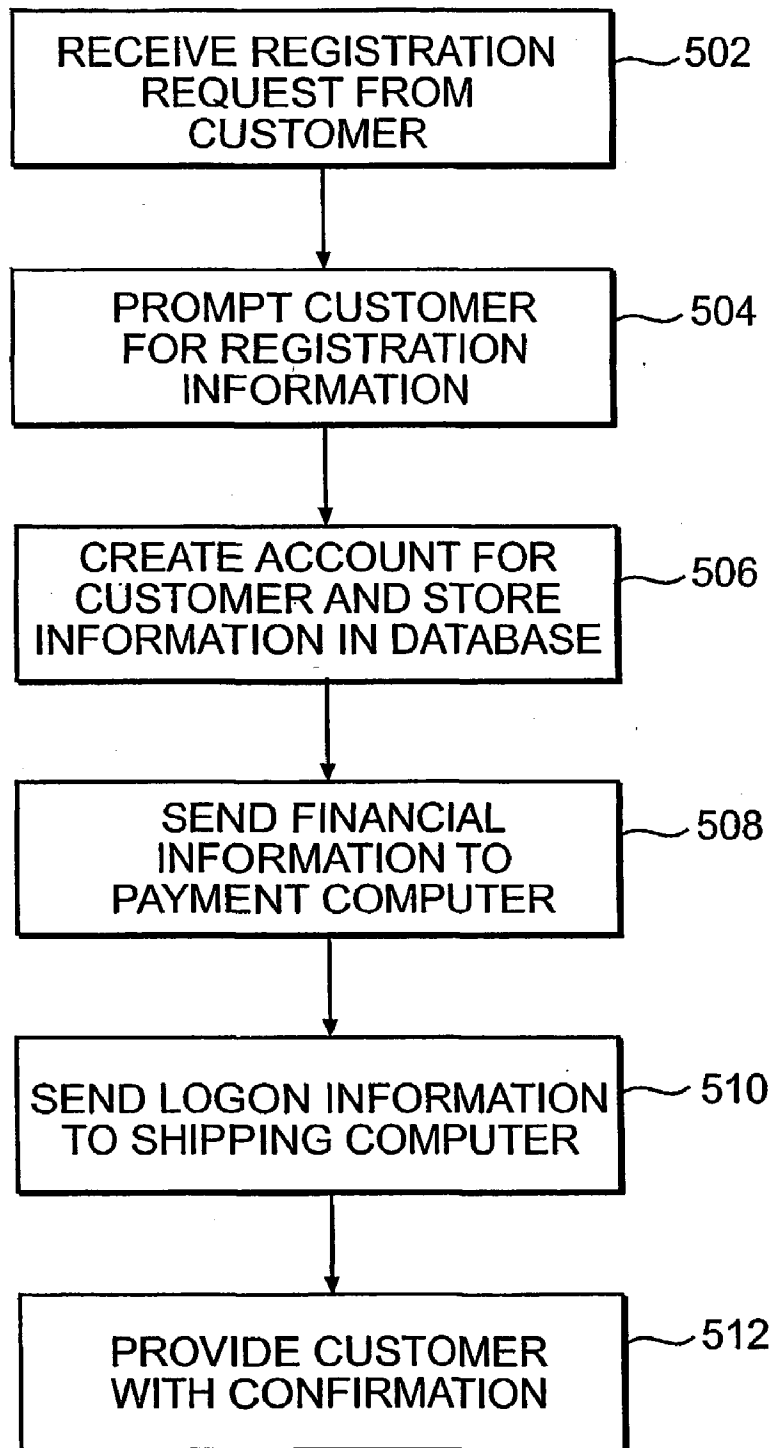 RECEIVE REGISTRATION
REQUEST FROM
CUSTOMER
502
PROMPT CUSTOMER
FOR REGISTRATION
INFORMATION
504
CREATE ACCOUNT FOR
CUSTOMER AND STORE
INFORMATION IN DATABASE
506
SEND FINANCIAL
INFORMATION TO
PAYMENT COMPUTER
508
SEND LOGON INFORMATION
TO SHIPPING COMPUTER
510
PROVIDE CUSTOMER
WITH CONFIRMATION
512